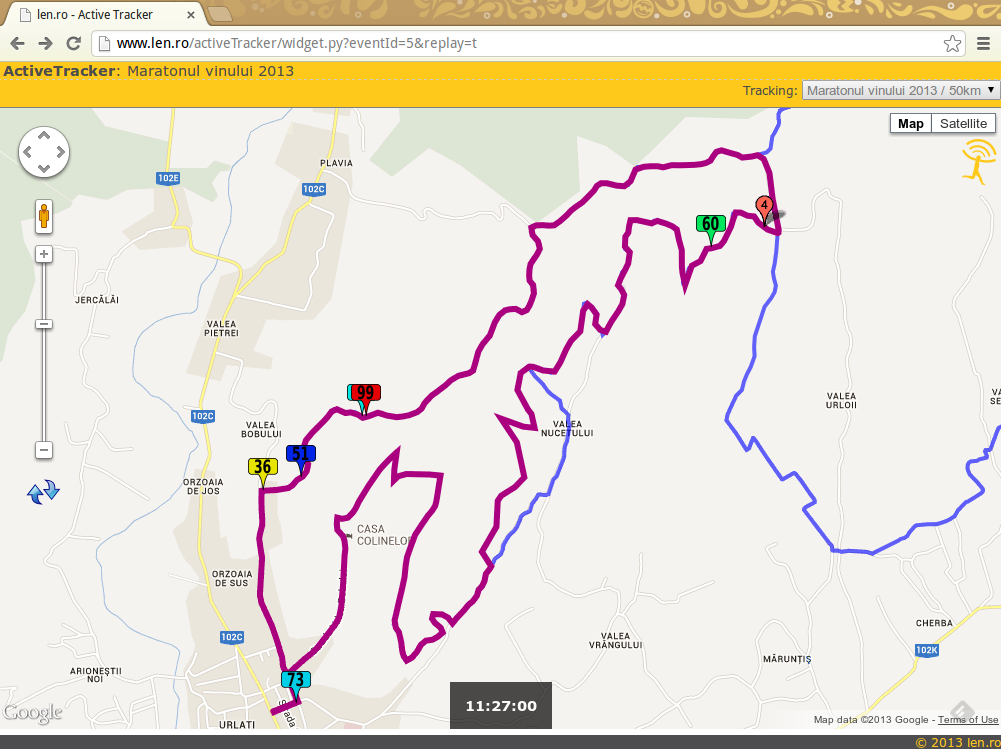 len.ro - Active Tracker
www.len.ro/activeTracker/widget.py?eventId=5&replay=t
ActiveTracker: Maratonul vinului 2013
Tracking: Maratonul vinului 2013 / 50km
Map Satellite
PLAVIA
102E
102C
4
60
JERCĂLĂI
VALEA
PIETREI
99
102C
VALEA
BOBULUI
VALEA
NUCETULUI
VALEA
URLOII
51
36
ORZOAIA
DE JOS
CASA
COLINELOR
ORZOAIA
DE SUS
102C
VALEA
VRÂNGULUI
CHERBA
102K
MĂRUNȚIȘ
ARIONEȘTII
NOI
73
Strada
11:27:00
URLATI
Google
Map data ©2013 Google - Terms of Use
© 2013 len.ro